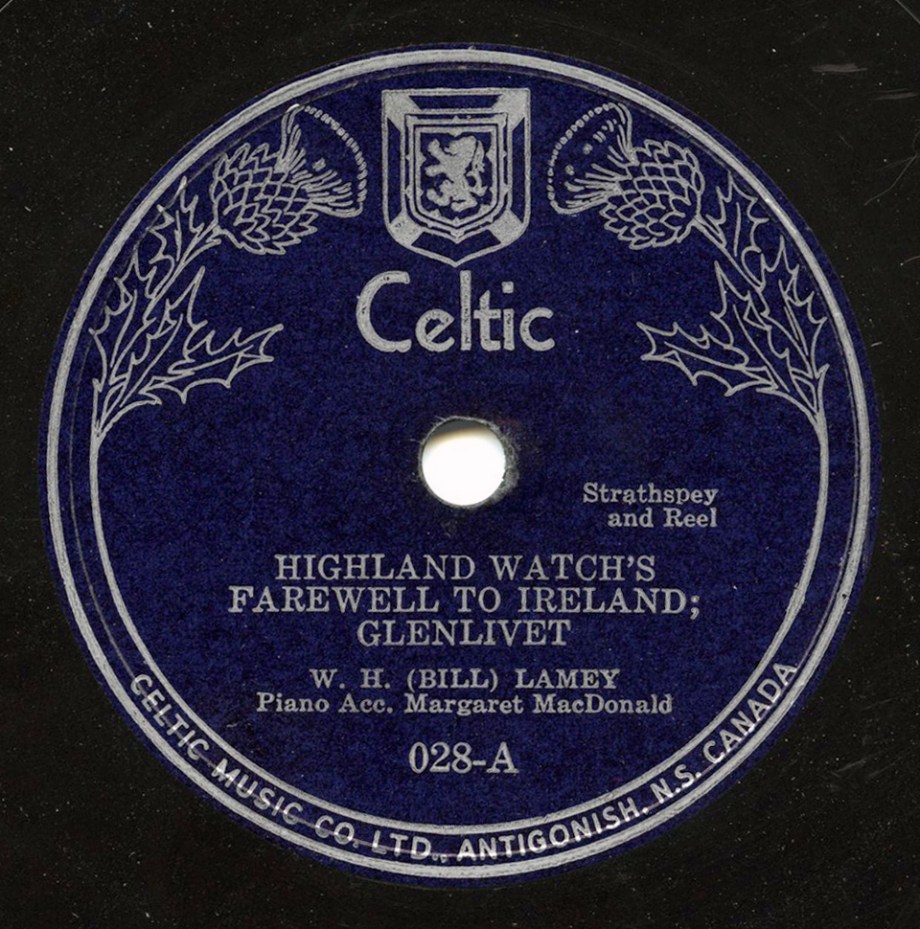 Celtic
Strathspey
and Reel
HIGHLAND WATCH'S
FAREWELL TO IRELAND;
GLENLIVET
W. H. (BILL) LAMEY
Piano Acc. Margaret MacDonald
028-A
CELTIC MUSIC CO. LTD., ANTIGONISH, N.S. CANADA